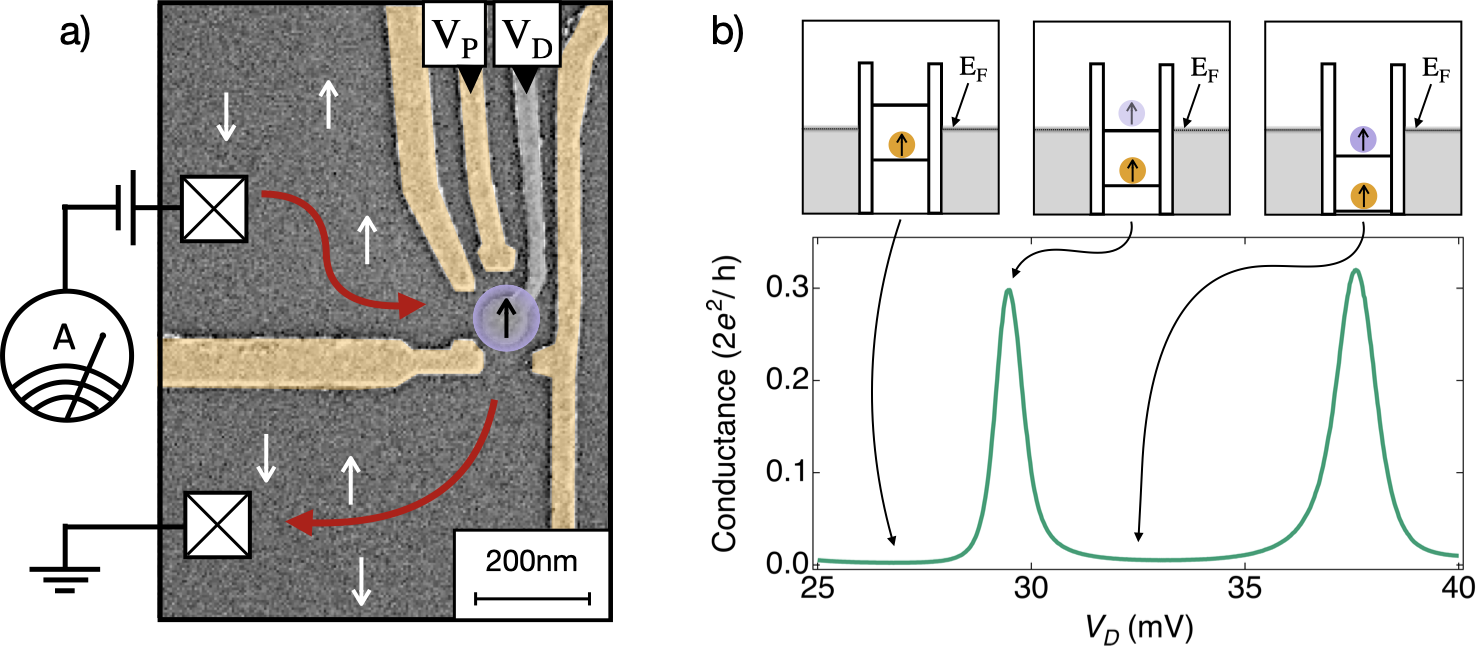 a)
V_P
V_D
A
200nm
b)
E_F
E_F
E_F
Conductance (2e²/ h)
0.3
0.2
0.1
0.0
25
30
35
40
V_D (mV)